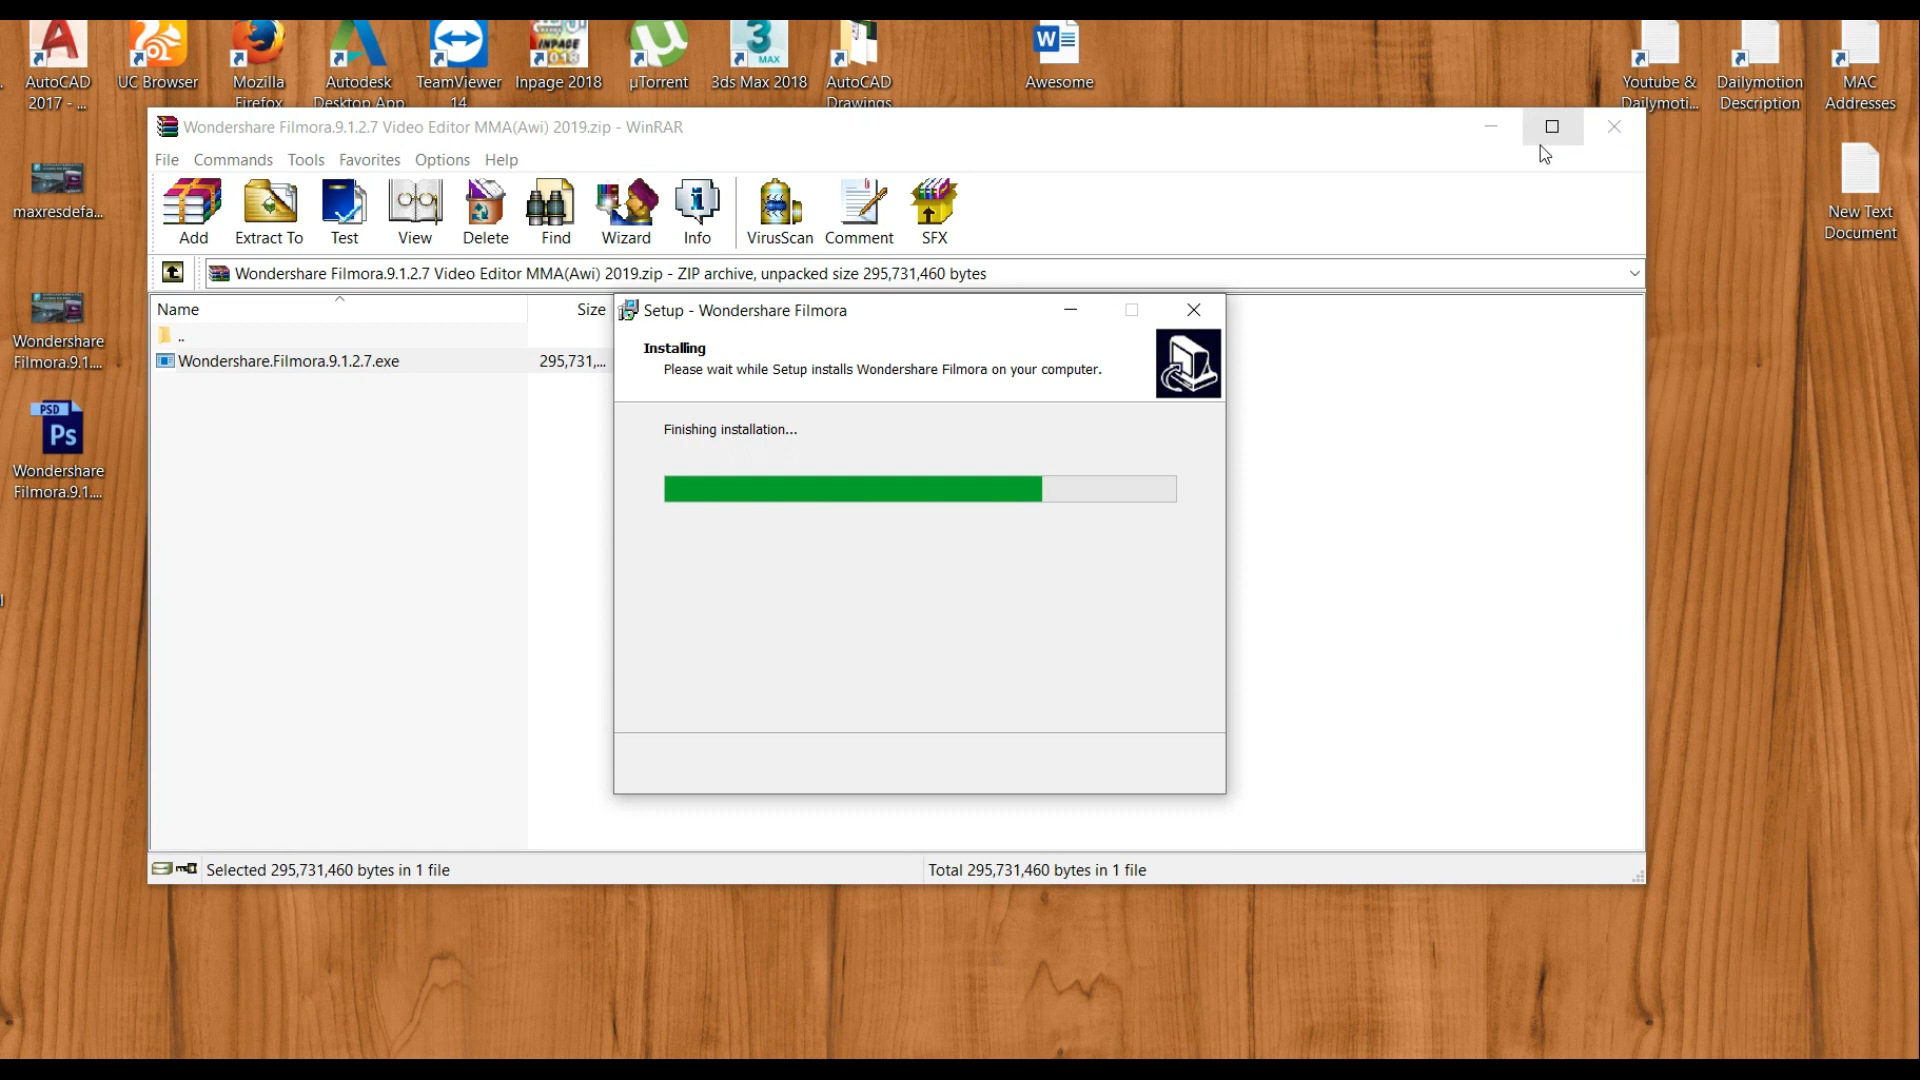 AutoCAD
2017 - ...
UC Browser
Mozilla
Firefox
Autodesk
Desktop App
TeamViewer
14
INPAGE
2018
Inpage 2018
µTorrent
3
MAX
3ds Max 2018
AutoCAD
Drawings
W
Awesome
Youtube &
Dailymoti...
Dailymotion
Description
MAC
Addresses
New Text
Document
maxresdefa...
Wondershare
Filmora.9.1....
PSD
Ps
Wondershare
Filmora.9.1....
Wondershare Filmora.9.1.2.7 Video Editor MMA(Awi) 2019.zip - WinRAR
File Commands Tools Favorites Options Help
Add Extract To Test View Delete Find Wizard Info VirusScan Comment SFX
Wondershare Filmora.9.1.2.7 Video Editor MMA(Awi) 2019.zip - ZIP archive, unpacked size 295,731,460 bytes
Name Size
..
Wondershare.Filmora.9.1.2.7.exe 295,731,...
Setup - Wondershare Filmora
Installing
Please wait while Setup installs Wondershare Filmora on your computer.
Finishing installation...
Selected 295,731,460 bytes in 1 file
Total 295,731,460 bytes in 1 file